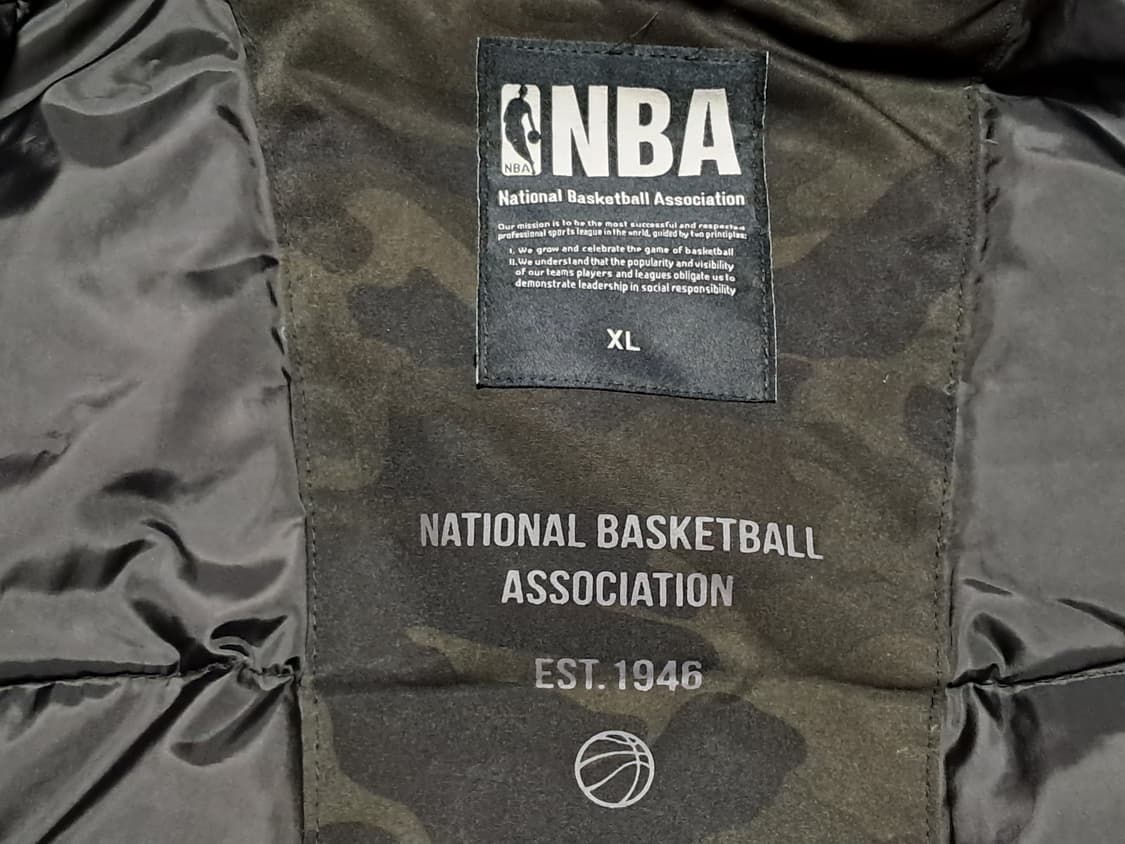 NBA
NBA
National Basketball Association
Our mission is to be the most successful and respected
professional sports league in the world, guided by two principles:
I. We grow and celebrate the game of basketball
II. We understand that the popularity and visibility
of our teams players and leagues obligate us to
demonstrate leadership in social responsibility
XL
NATIONAL BASKETBALL
ASSOCIATION
EST. 1946